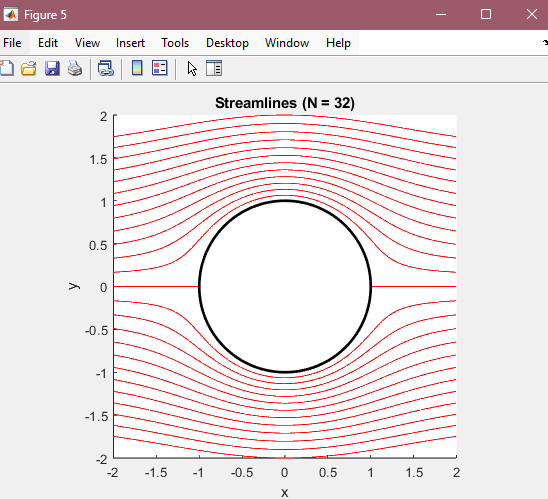 Figure 5
File Edit View Insert Tools Desktop Window Help
Streamlines (N = 32)
2
1.5
1
0.5
0
-0.5
-1
-1.5
-2
y
-2 -1.5 -1 -0.5 0 0.5 1 1.5 2
x